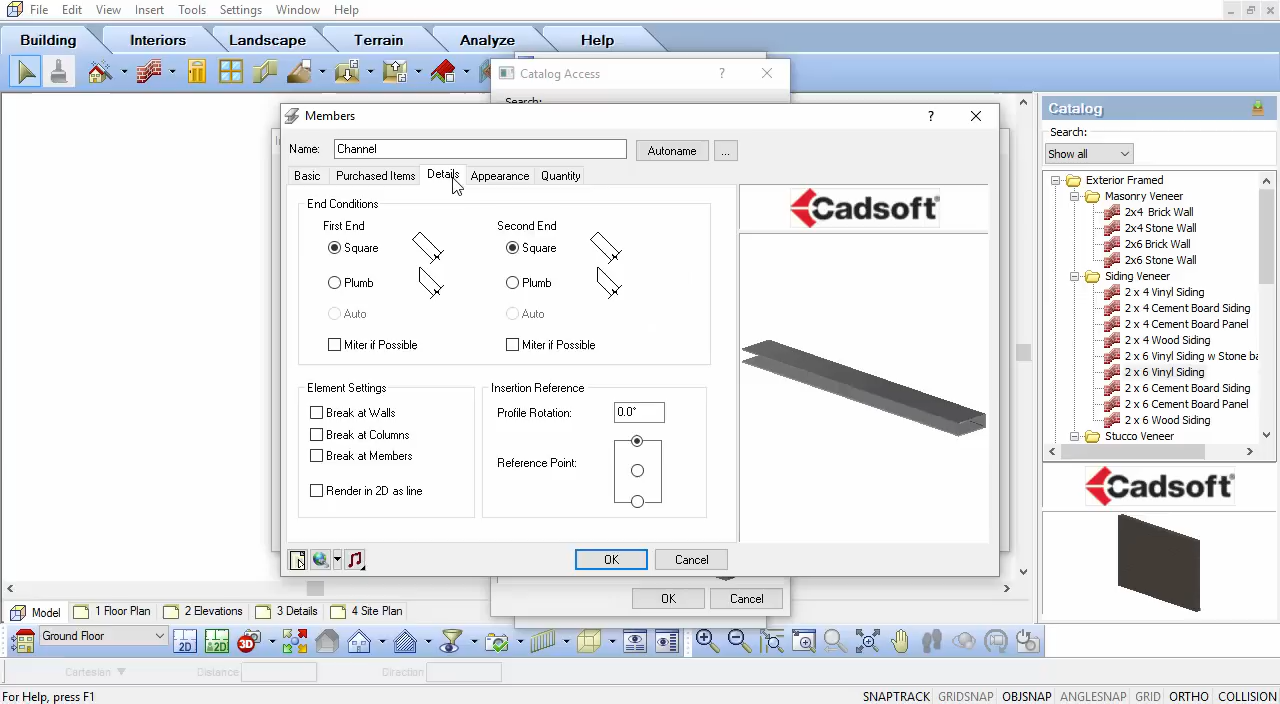 File Edit View Insert Tools Settings Window Help
Building Interiors Landscape Terrain Analyze Help
Catalog Access ?
Members ?
Name: Channel Autoname ...
Basic Purchased Items Details Appearance Quantity
End Conditions
First End Second End
Square Square
Plumb Plumb
Auto Auto
Miter if Possible Miter if Possible
Element Settings
Break at Walls
Break at Columns
Break at Members
Render in 2D as line
Insertion Reference
Profile Rotation: 0.0°
Reference Point:
Cadsoft
OK Cancel
OK Cancel
Catalog
Search:
Show all
Exterior Framed
Masonry Veneer
2x4 Brick Wall
2x4 Stone Wall
2x6 Brick Wall
2x6 Stone Wall
Siding Veneer
2 x 4 Vinyl Siding
2 x 4 Cement Board Siding
2 x 4 Cement Board Panel
2 x 4 Wood Siding
2 x 6 Vinyl Siding w Stone ba
2 x 6 Vinyl Siding
2 x 6 Cement Board Siding
2 x 6 Cement Board Panel
2 x 6 Wood Siding
Stucco Veneer
Cadsoft
Model 1 Floor Plan 2 Elevations 3 Details 4 Site Plan
Ground Floor 2D 2D 3D
Cartesian Distance Direction
For Help, press F1 SNAPTRACK GRIDSNAP OBJSNAP ANGLESNAP GRID ORTHO COLLISION